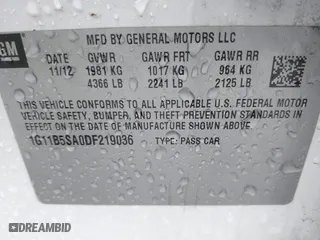 GM
MFD BY GENERAL MOTORS LLC
DATE GVWR GAWR FRT GAWR RR
11/12 1981 KG 1017 KG 964 KG
4366 LB 2241 LB 2125 LB
THIS VEHICLE CONFORMS TO ALL APPLICABLE U.S. FEDERAL MOTOR
VEHICLE SAFETY, BUMPER, AND THEFT PREVENTION STANDARDS
IN EFFECT ON THE DATE OF MANUFACTURE SHOWN ABOVE.
1G11B5SA0DF219036 TYPE: PASS CAR
© DEALERSHIP AUCTIONS